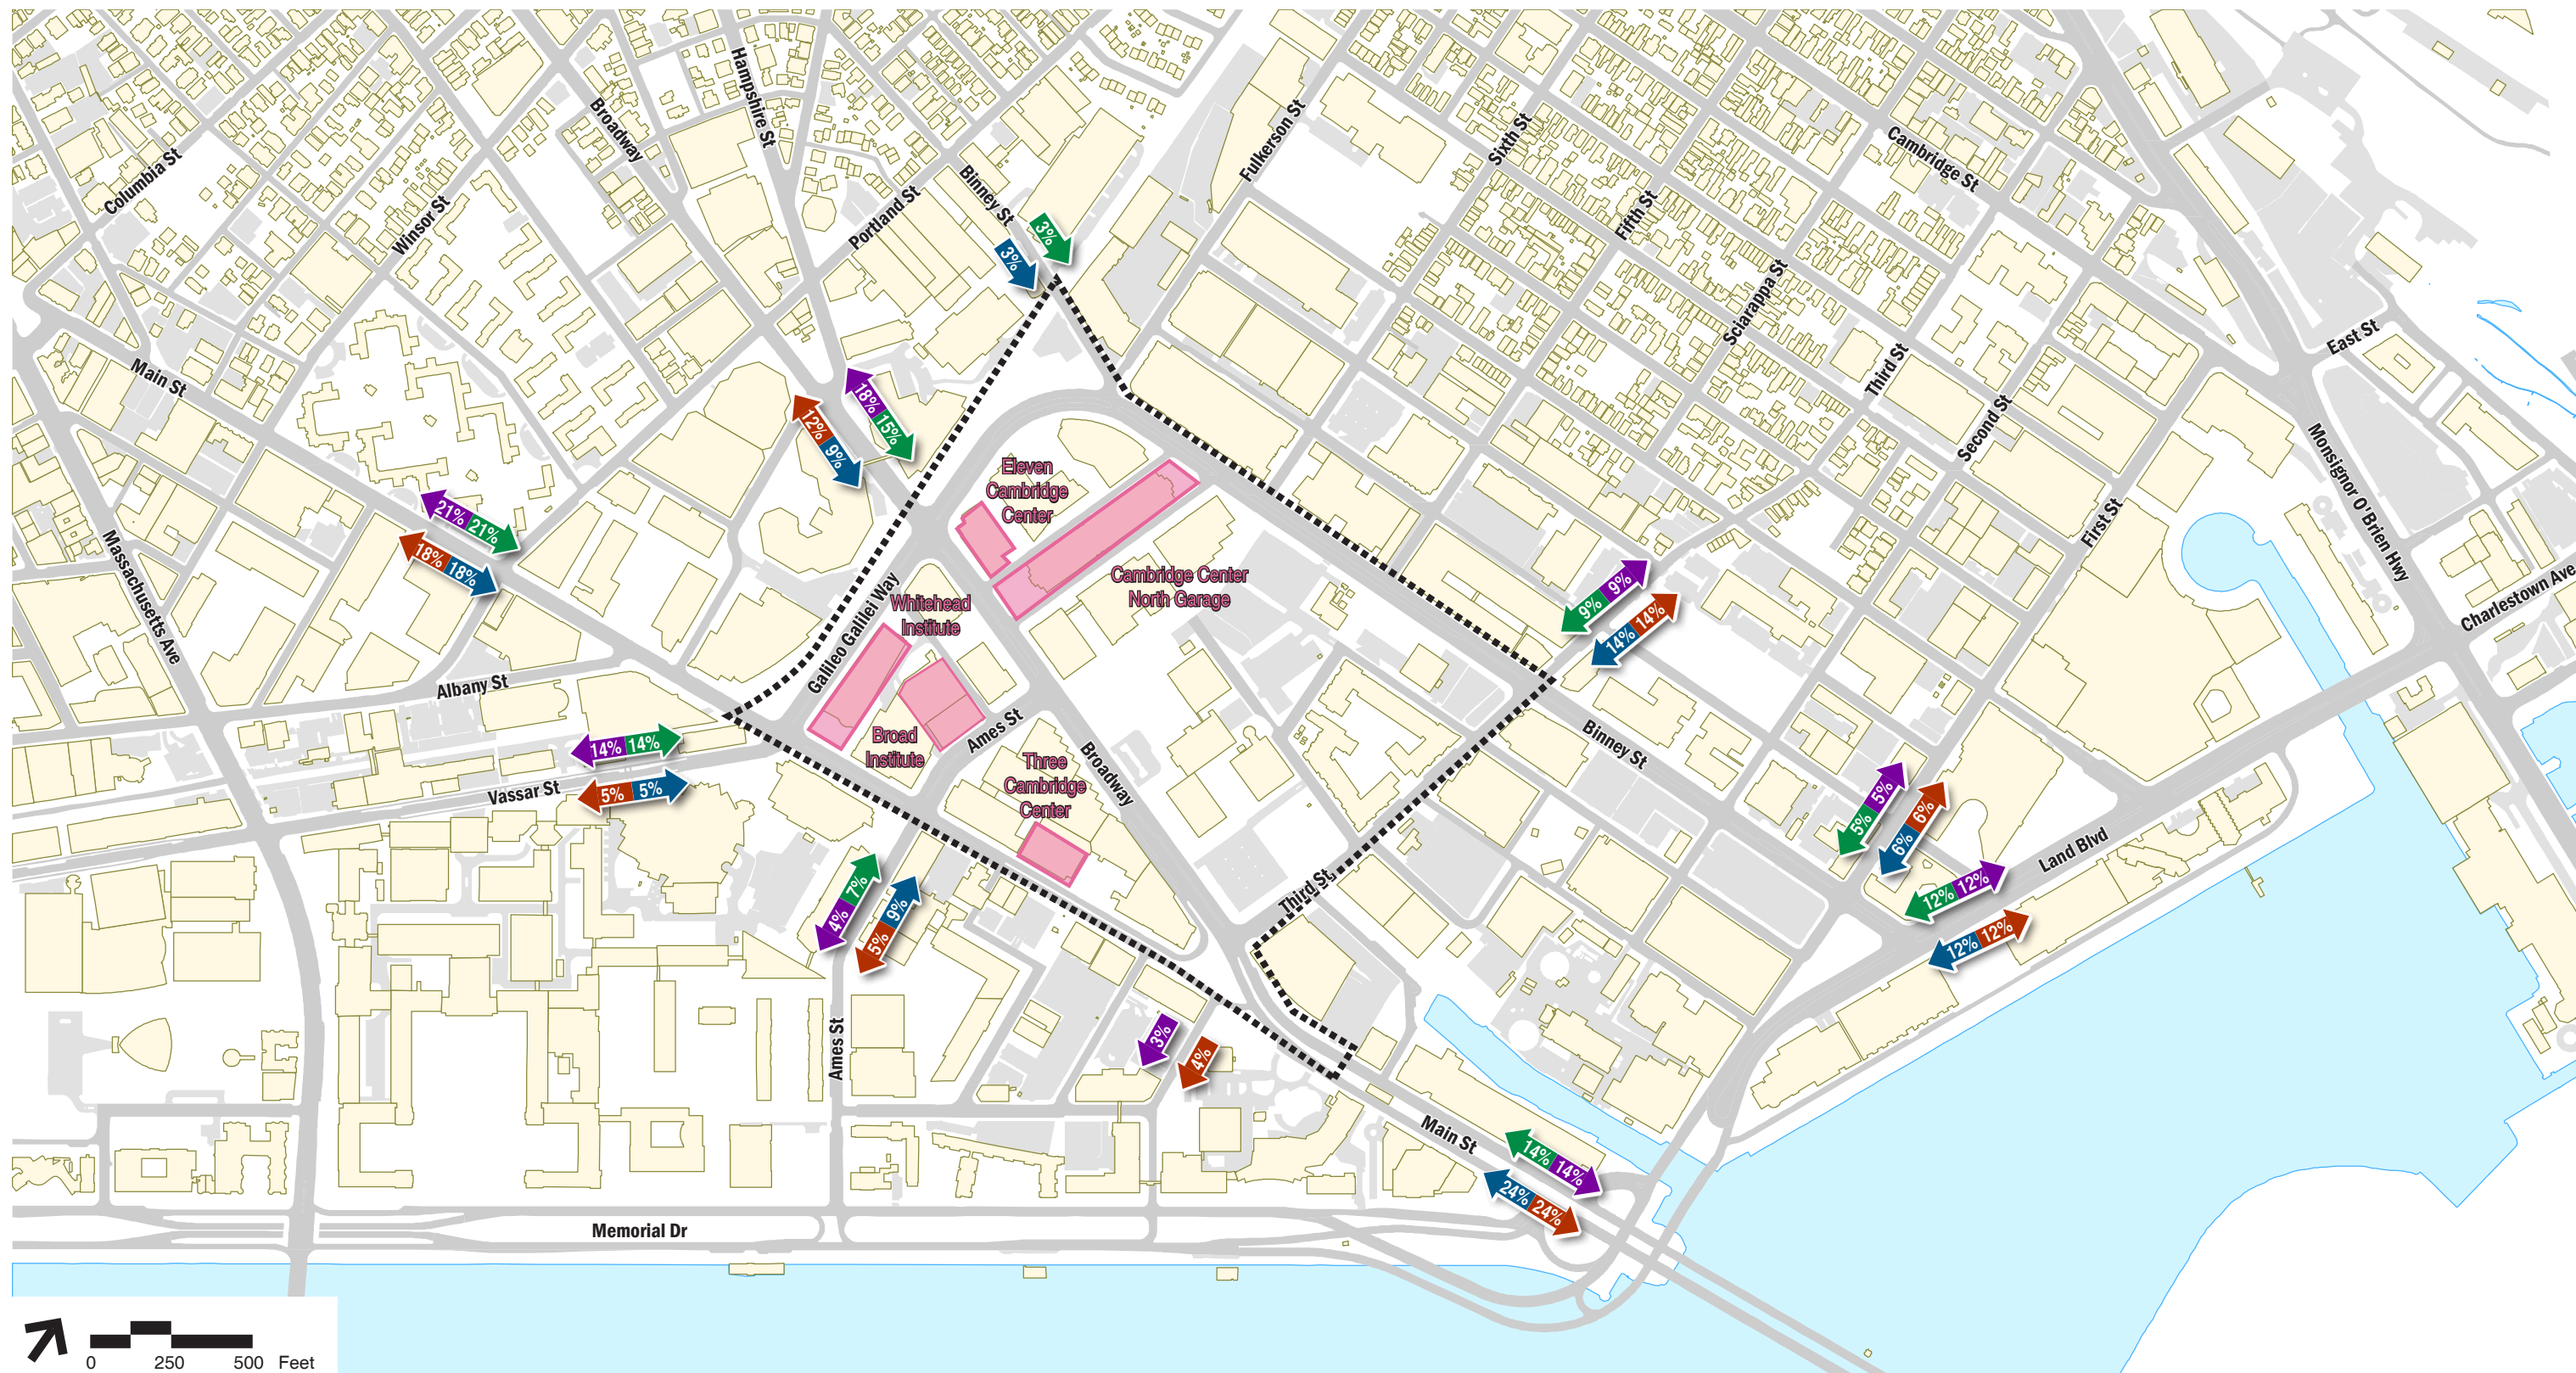 Hampshire St
Broadway
Columbia St
Winsor St
Portland St
Binney St
3%
3%
Fulkerson St
Sixth St
Fifth St
Cambridge St
Sciarappa St
Third St
Second St
First St
East St
Monsignor O'Brien Hwy
Charlestown Ave
Main St
Massachusetts Ave
18% 15%
12% 9%
21% 21%
18% 18%
Eleven
Cambridge
Center
Cambridge Center
North Garage
Whitehead
Institute
Galileo Galilei Way
Broad
Institute
Ames St
Three
Cambridge
Center
Broadway
9% 9%
14% 14%
Albany St
14% 14%
Vassar St
5% 5%
Binney St
Third St
5% 5%
6% 6%
Land Blvd
12% 12%
12% 12%
4% 7%
5% 9%
Ames St
3%
4%
Main St
14% 14%
24% 24%
Memorial Dr
0 250 500 Feet